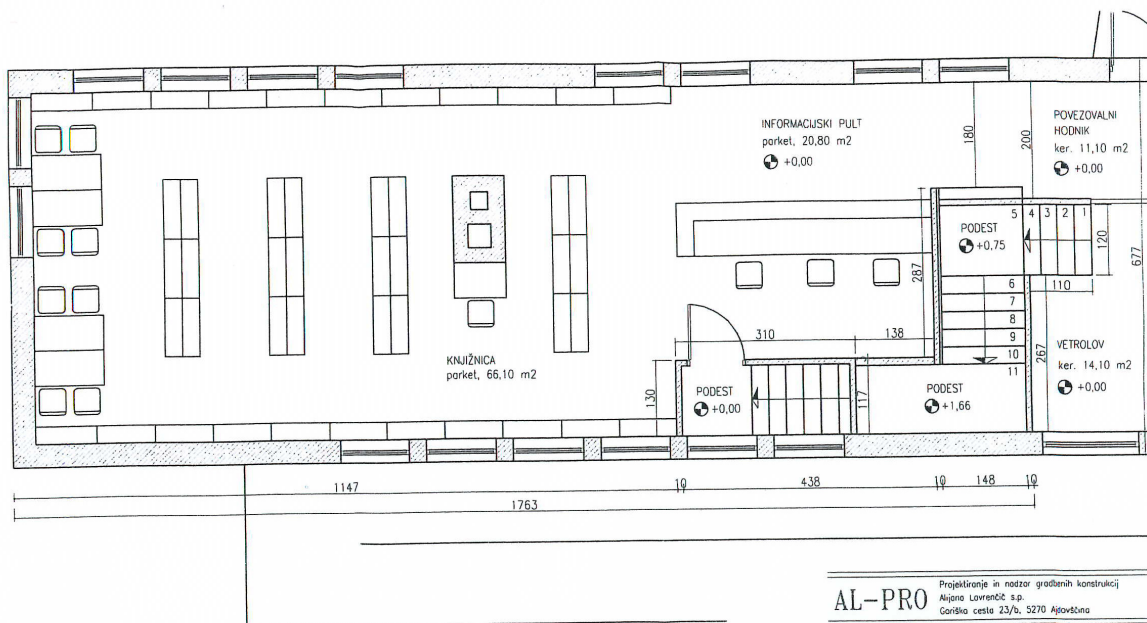 INFORMACIJSKI PULT
parket, 20,80 m2
+0,00
180
200
POVEZOVALNI
HODNIK
ker. 11,10 m2
+0,00
5 4 3 2 1
PODEST
+0.75
120
677
287
6
7
8
9
10
11
110
310
138
267
VETROLOV
ker. 14,10 m2
+0,00
KNJIŽNICA
parket, 66,10 m2
130
PODEST
+0,00
117
PODEST
+1,66
1147
10
438
10
148
10
1763
AL-PRO
Projektiranje in nadzor gradbenih konstrukcij
Alijana Lavrenčič s.p.
Goriška cesta 23/b, 5270 Ajdovščina